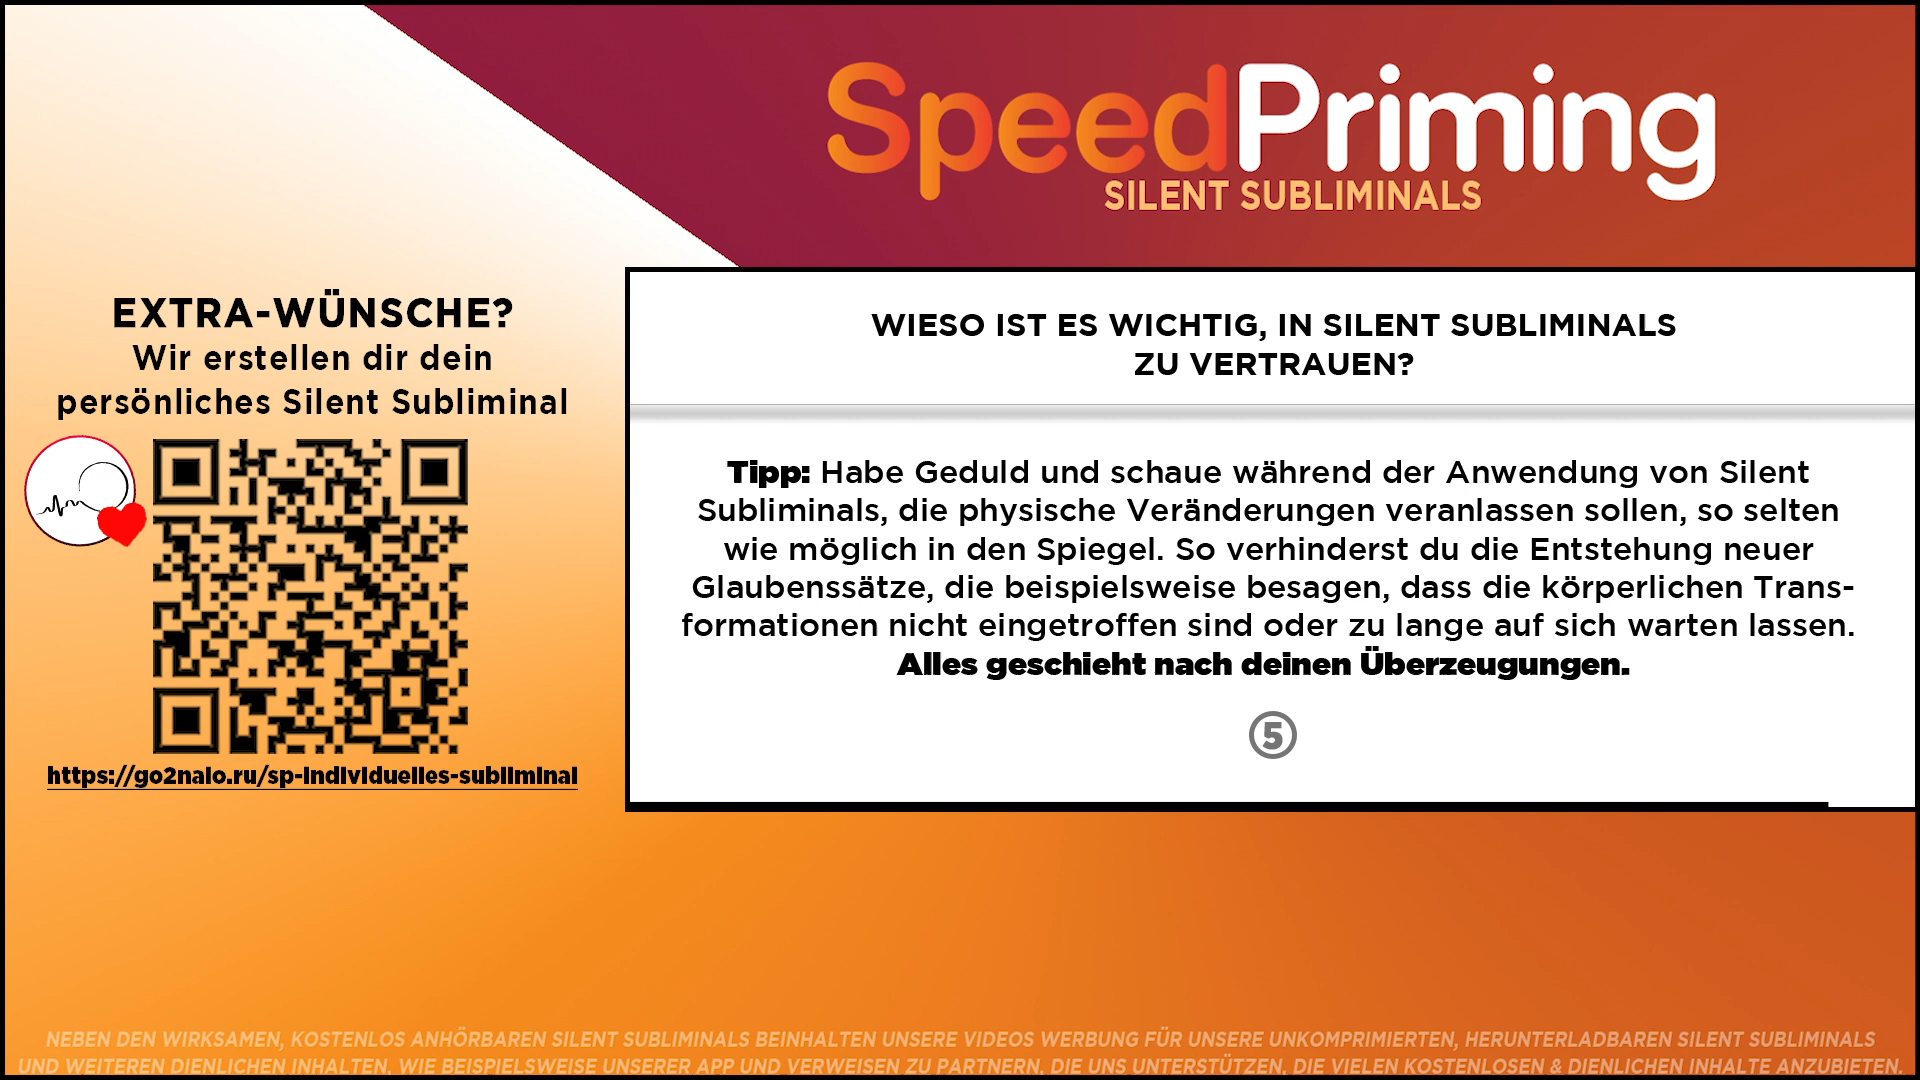 SpeedPriming
SILENT SUBLIMINALS
EXTRA-WÜNSCHE?
Wir erstellen dir dein
persönliches Silent Subliminal
https://go2nalo.ru/sp-individuelles-subliminal
WIESO IST ES WICHTIG, IN SILENT SUBLIMINALS
ZU VERTRAUEN?
Tipp: Habe Geduld und schaue während der Anwendung von Silent
Subliminals, die physische Veränderungen veranlassen sollen, so selten
wie möglich in den Spiegel. So verhinderst du die Entstehung neuer
Glaubenssätze, die beispielsweise besagen, dass die körperlichen Trans-
formationen nicht eingetroffen sind oder zu lange auf sich warten lassen.
Alles geschieht nach deinen Überzeugungen.
5
NEBEN DEN WIRKSAMEN, KOSTENLOS ANHÖRBAREN SILENT SUBLIMINALS BEINHALTEN UNSERE VIDEOS WERBUNG FÜR UNSERE UNKOMPRIMIERTEN, HERUNTERLADBAREN SILENT SUBLIMINALS
UND WEITEREN DIENLICHEN INHALTEN, WIE BEISPIELSWEISE UNSERER APP UND VERWEISEN ZU PARTNERN, DIE UNS UNTERSTÜTZEN, DIE VIELEN KOSTENLOSEN & DIENLICHEN INHALTE ANZUBIETEN.